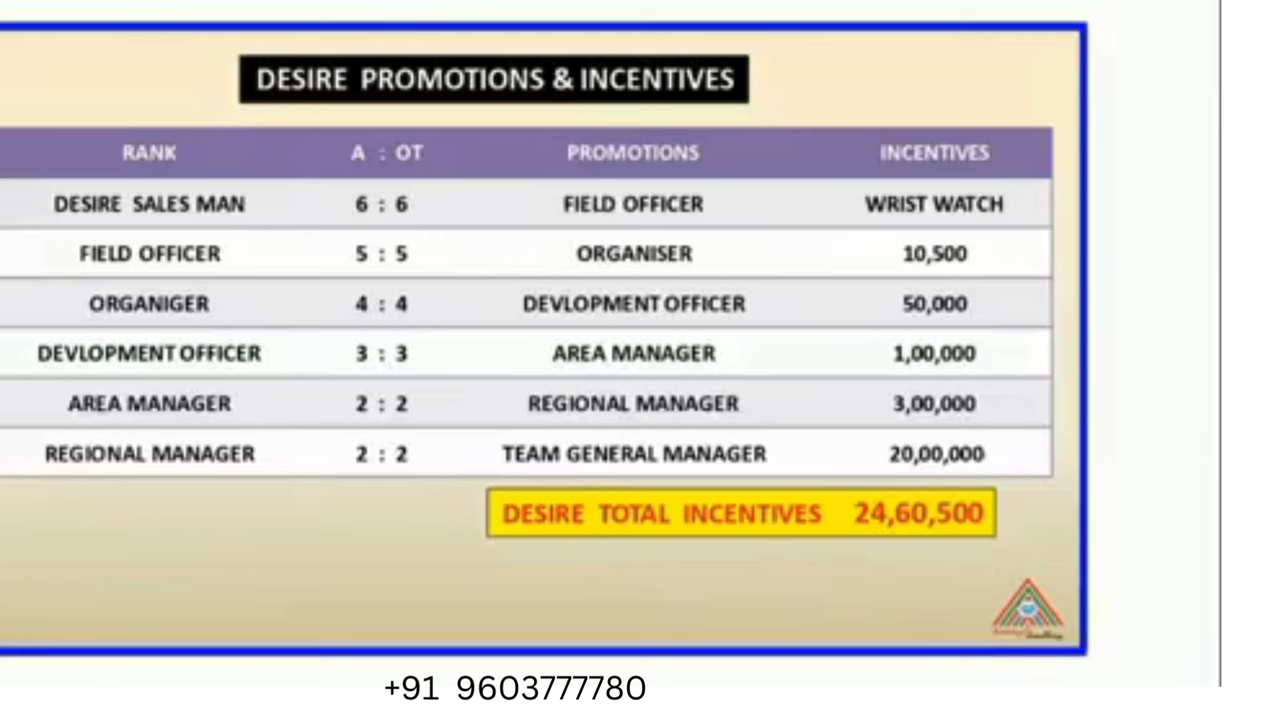 DESIRE PROMOTIONS & INCENTIVES
RANK A : OT PROMOTIONS INCENTIVES
DESIRE SALES MAN 6 : 6 FIELD OFFICER WRIST WATCH
FIELD OFFICER 5 : 5 ORGANISER 10,500
ORGANIGER 4 : 4 DEVLOPMENT OFFICER 50,000
DEVLOPMENT OFFICER 3 : 3 AREA MANAGER 1,00,000
AREA MANAGER 2 : 2 REGIONAL MANAGER 3,00,000
REGIONAL MANAGER 2 : 2 TEAM GENERAL MANAGER 20,00,000
DESIRE TOTAL INCENTIVES 24,60,500
+91 9603777780